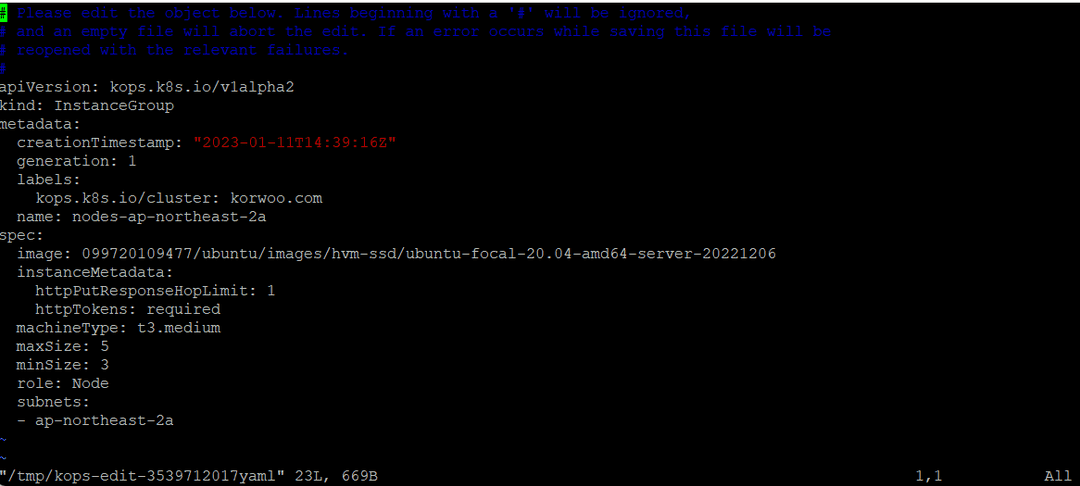 # Please edit the object below. Lines beginning with a '#' will be ignored,
# and an empty file will abort the edit. If an error occurs while saving this file will be
# reopened with the relevant failures.
#
apiVersion: kops.k8s.io/v1alpha2
kind: InstanceGroup
metadata:
  creationTimestamp: "2023-01-11T14:39:16Z"
  generation: 1
  labels:
    kops.k8s.io/cluster: korwoo.com
  name: nodes-ap-northeast-2a
spec:
  image: 099720109477/ubuntu/images/hvm-ssd/ubuntu-focal-20.04-amd64-server-20221206
  instanceMetadata:
    httpPutResponseHopLimit: 1
    httpTokens: required
  machineType: t3.medium
  maxSize: 5
  minSize: 3
  role: Node
  subnets:
  - ap-northeast-2a
~
~
"/tmp/kops-edit-3539712017yaml" 23L, 669B 1,1 All